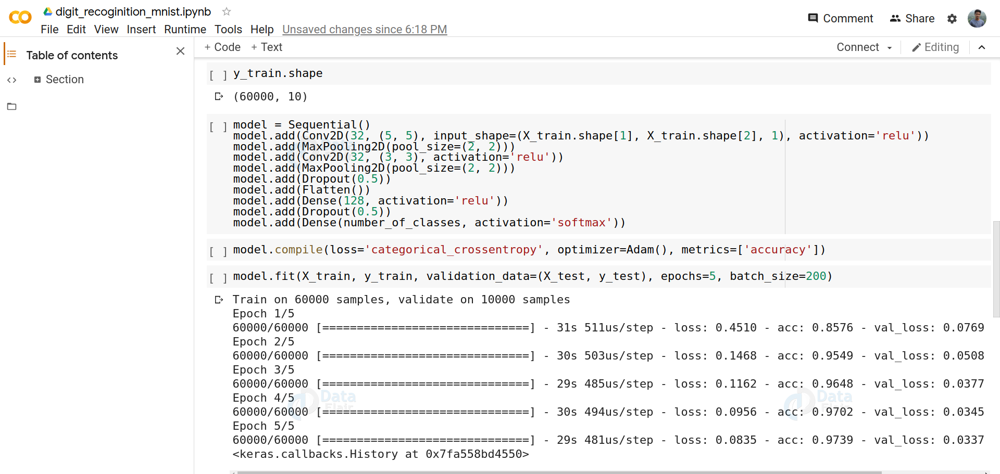 digit_recoginition_mnist.ipynb
File Edit View Insert Runtime Tools Help Unsaved changes since 6:18 PM
Comment Share
Table of contents
Section
+ Code + Text
Connect Editing
[ ] y_train.shape
(60000, 10)
[ ] model = Sequential()
model.add(Conv2D(32, (5, 5), input_shape=(X_train.shape[1], X_train.shape[2], 1), activation='relu'))
model.add(MaxPooling2D(pool_size=(2, 2)))
model.add(Conv2D(32, (3, 3), activation='relu'))
model.add(MaxPooling2D(pool_size=(2, 2)))
model.add(Dropout(0.5))
model.add(Flatten())
model.add(Dense(128, activation='relu'))
model.add(Dropout(0.5))
model.add(Dense(number_of_classes, activation='softmax'))
[ ] model.compile(loss='categorical_crossentropy', optimizer=Adam(), metrics=['accuracy'])
[ ] model.fit(X_train, y_train, validation_data=(X_test, y_test), epochs=5, batch_size=200)
Train on 60000 samples, validate on 10000 samples
Epoch 1/5
60000/60000 [==============================] - 31s 511us/step - loss: 0.4510 - acc: 0.8576 - val_loss: 0.0769
Epoch 2/5
60000/60000 [==============================] - 30s 503us/step - loss: 0.1468 - acc: 0.9549 - val_loss: 0.0508
Epoch 3/5
60000/60000 [==============================] - 29s 485us/step - loss: 0.1162 - acc: 0.9648 - val_loss: 0.0377
Epoch 4/5
60000/60000 [==============================] - 30s 494us/step - loss: 0.0956 - acc: 0.9702 - val_loss: 0.0345
Epoch 5/5
60000/60000 [==============================] - 29s 481us/step - loss: 0.0835 - acc: 0.9739 - val_loss: 0.0337
<keras.callbacks.History at 0x7fa558bd4550>
Data
Flair
Data
Flair